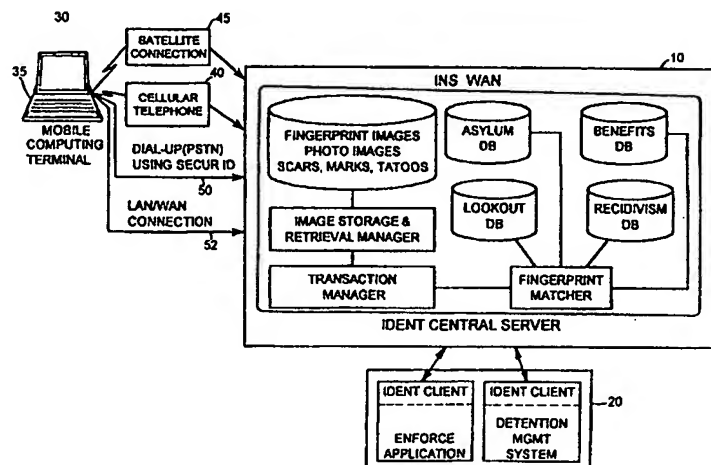 30
45
SATELLITE
CONNECTION
10
35
40
CELLULAR
TELEPHONE
MOBILE
COMPUTING
TERMINAL
DIAL-UP(PSTN)
USING SECUR ID
50
LAN/WAN
CONNECTION
52
INS WAN
FINGERPRINT IMAGES
PHOTO IMAGES
SCARS, MARKS, TATOOS
ASYLUM
DB
BENEFITS
DB
LOOKOUT
DB
RECIDIVISM
DB
IMAGE STORAGE &
RETRIEVAL MANAGER
TRANSACTION
MANAGER
FINGERPRINT
MATCHER
IDENT CENTRAL SERVER
20
IDENT CLIENT
ENFORCE
APPLICATION
IDENT CLIENT
DETENTION
MGMT
SYSTEM